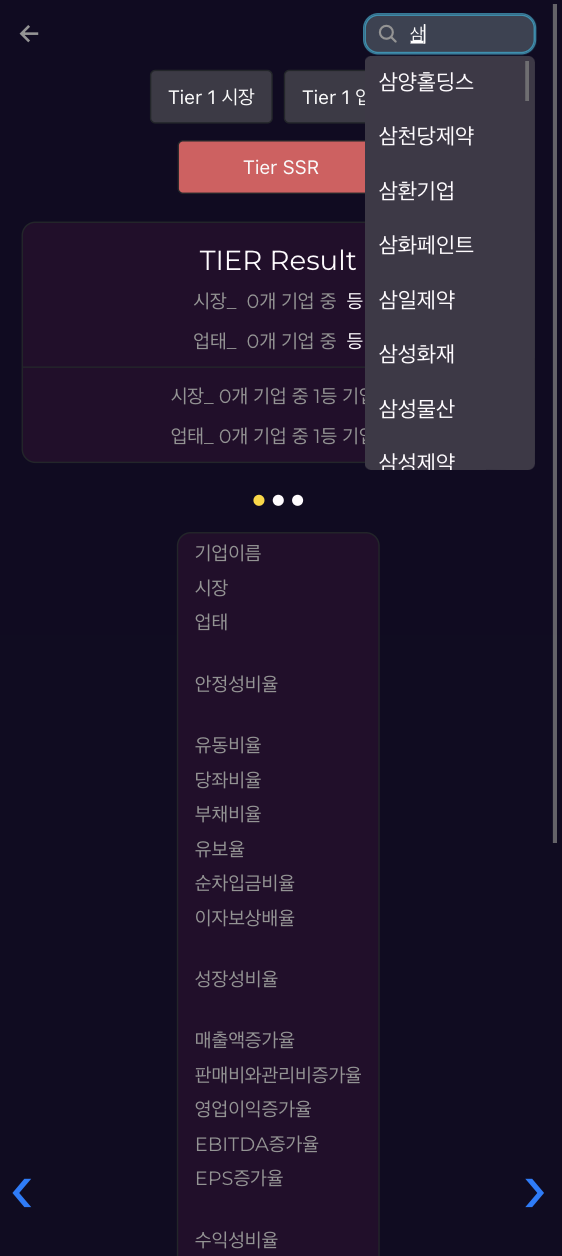 삼
Tier 1 시장
Tier 1
Tier SSR
삼양홀딩스
삼천당제약
삼환기업
삼화페인트
삼일제약
삼성화재
삼성물산
삼성제약
TIER Result
시장_ 0개 기업 중 등
업태_ 0개 기업 중 등
시장_ 0개 기업 중 1등
업태_ 0개 기업 중 1등
기업이름
시장
업태
안정성비율
유동비율
당좌비율
부채비율
유보율
순차입금비율
이자보상배율
성장성비율
매출액증가율
판매비와관리비증가율
영업이익증가율
EBITDA증가율
EPS증가율
수익성비율